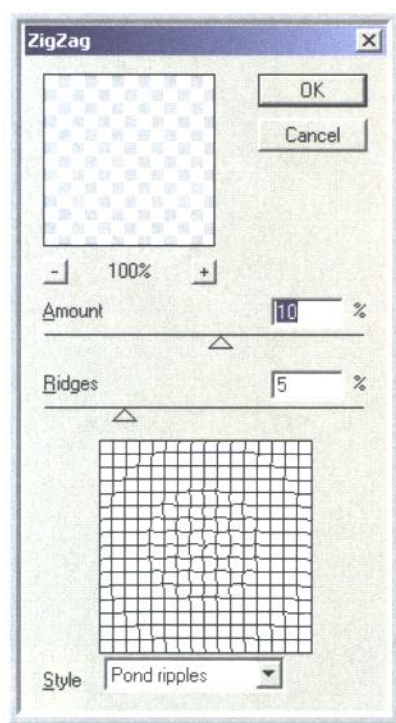 ZigZag
OK
Cancel
- 100% +
Amount 10 %
Ridges 5 %
Style Pond ripples